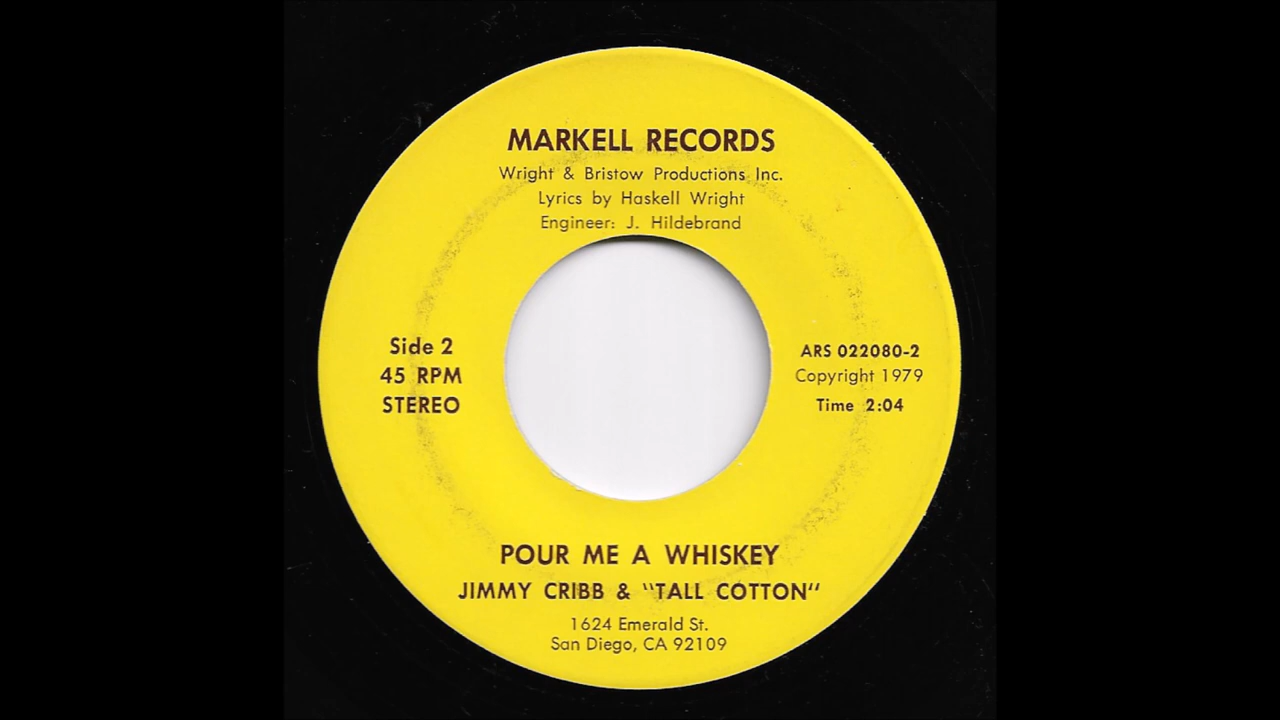 MARKELL RECORDS
Wright & Bristow Productions Inc.
Lyrics by Haskell Wright
Engineer: J. Hildebrand
Side 2
45 RPM
STEREO
ARS 022080-2
Copyright 1979
Time 2:04
POUR ME A WHISKEY
JIMMY CRIBB & "TALL COTTON"
1624 Emerald St.
San Diego, CA 92109